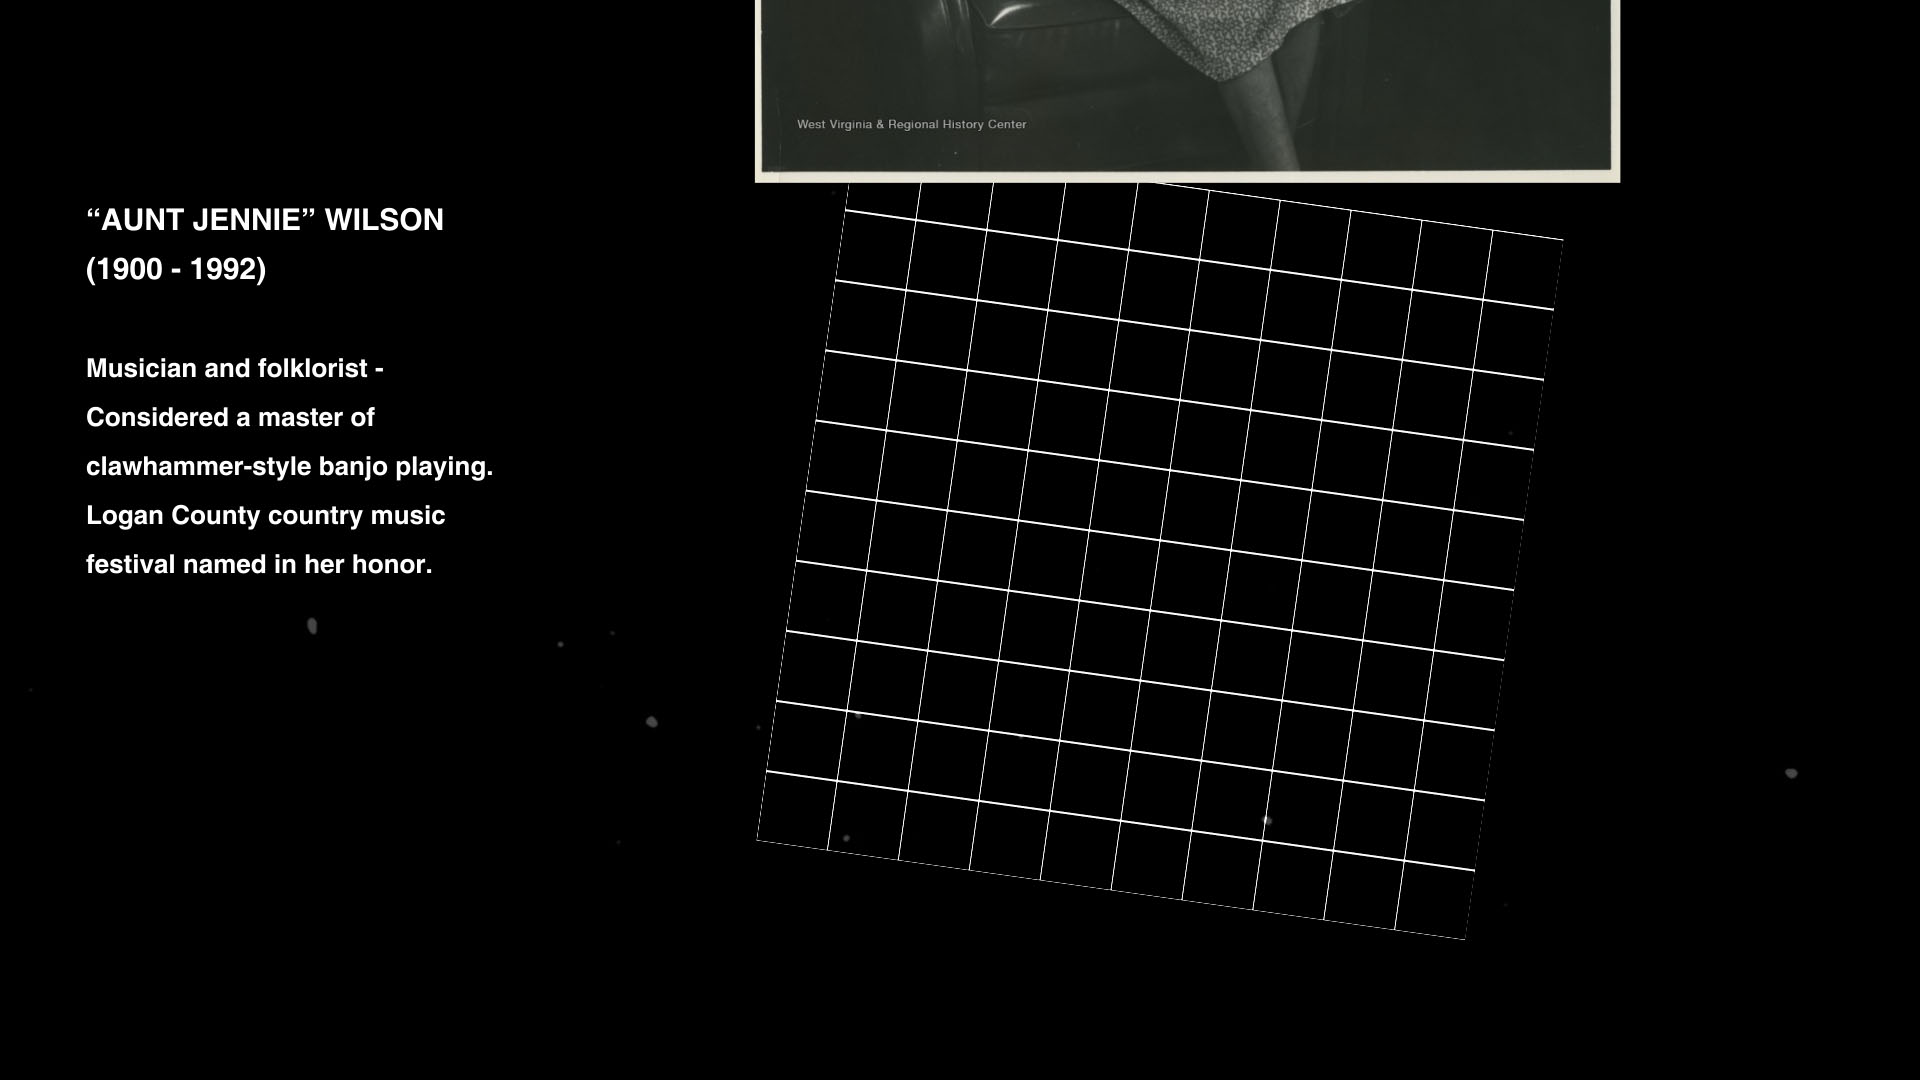 West Virginia & Regional History Center
“AUNT JENNIE” WILSON
(1900 - 1992)
Musician and folklorist -
Considered a master of
clawhammer-style banjo playing.
Logan County country music
festival named in her honor.